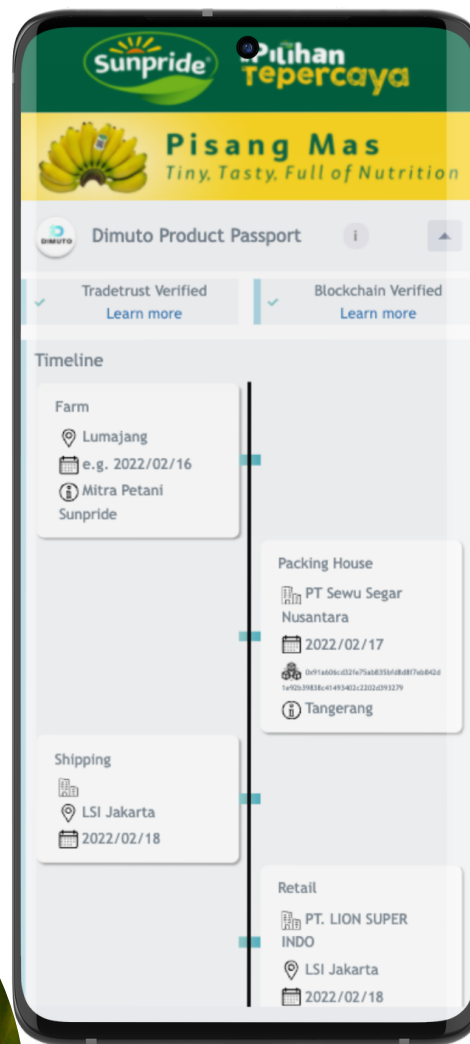 Sunpride
Pilihan
Tepercaya
Pisang Mas
Tiny, Tasty, Full of Nutrition
DIMUTO
Dimuto Product Passport
i
Tradetrust Verified
Learn more
Blockchain Verified
Learn more
Timeline
Farm
Lumajang
e.g. 2022/02/16
Mitra Petani
Sunpride
Packing House
PT Sewu Segar
Nusantara
2022/02/17
Tangerang
Shipping
LSI Jakarta
2022/02/18
Retail
PT. LION SUPER
INDO
LSI Jakarta
2022/02/18